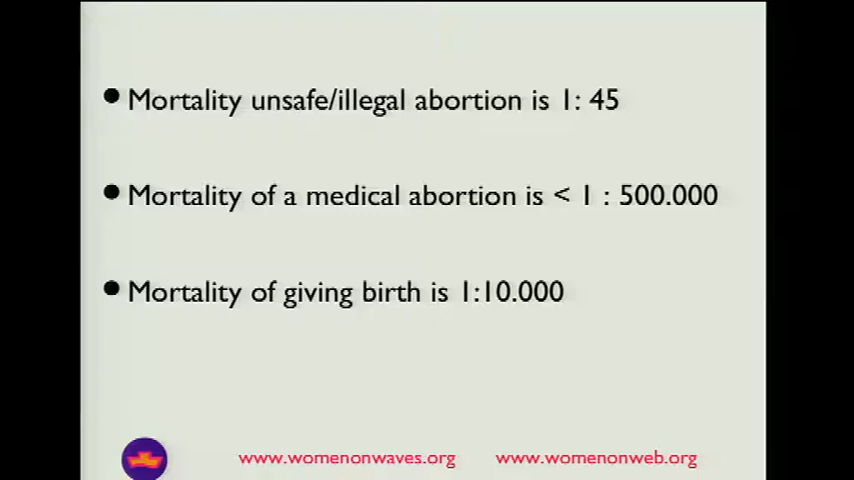 Mortality unsafe/illegal abortion is 1: 45
Mortality of a medical abortion is < 1 : 500.000
Mortality of giving birth is 1:10.000
www.womenonwaves.org www.womenonweb.org